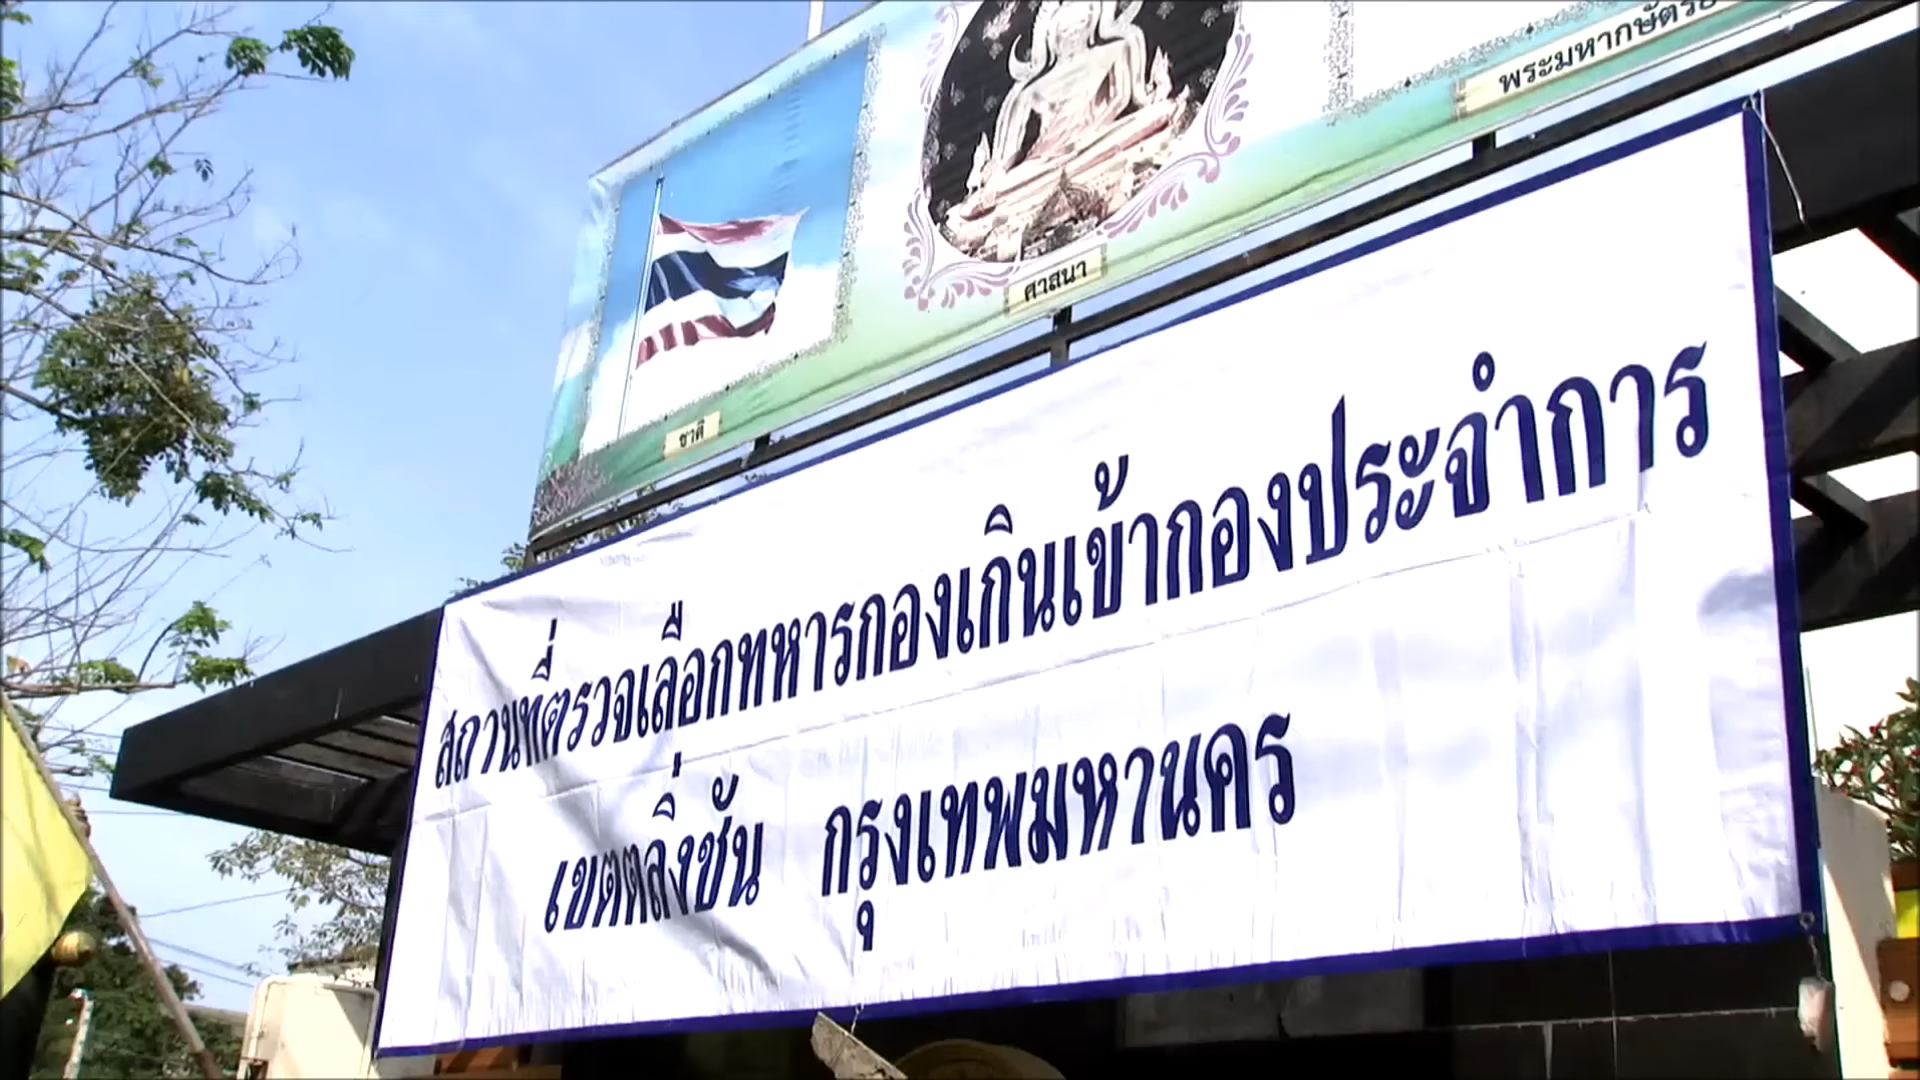 พระมหากษัตริย์
ศาสนา
ชาติ
สถานที่ตรวจเลือกทหารกองเกินเข้ากองประจำการ
เขตตลิ่งชัน กรุงเทพมหานคร